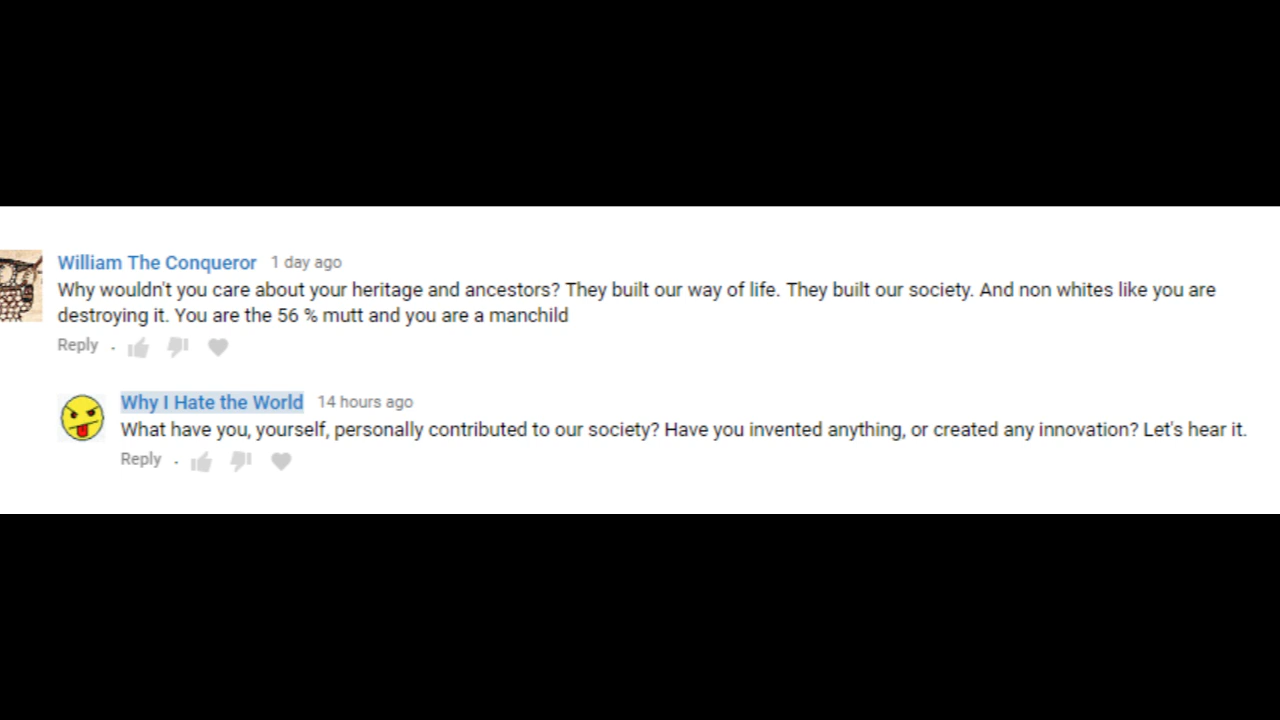 William The Conqueror 1 day ago
Why wouldn't you care about your heritage and ancestors? They built our way of life. They built our society. And non whites like you are
destroying it. You are the 56 % mutt and you are a manchild
Reply .
Why I Hate the World 14 hours ago
What have you, yourself, personally contributed to our society? Have you invented anything, or created any innovation? Let's hear it.
Reply .